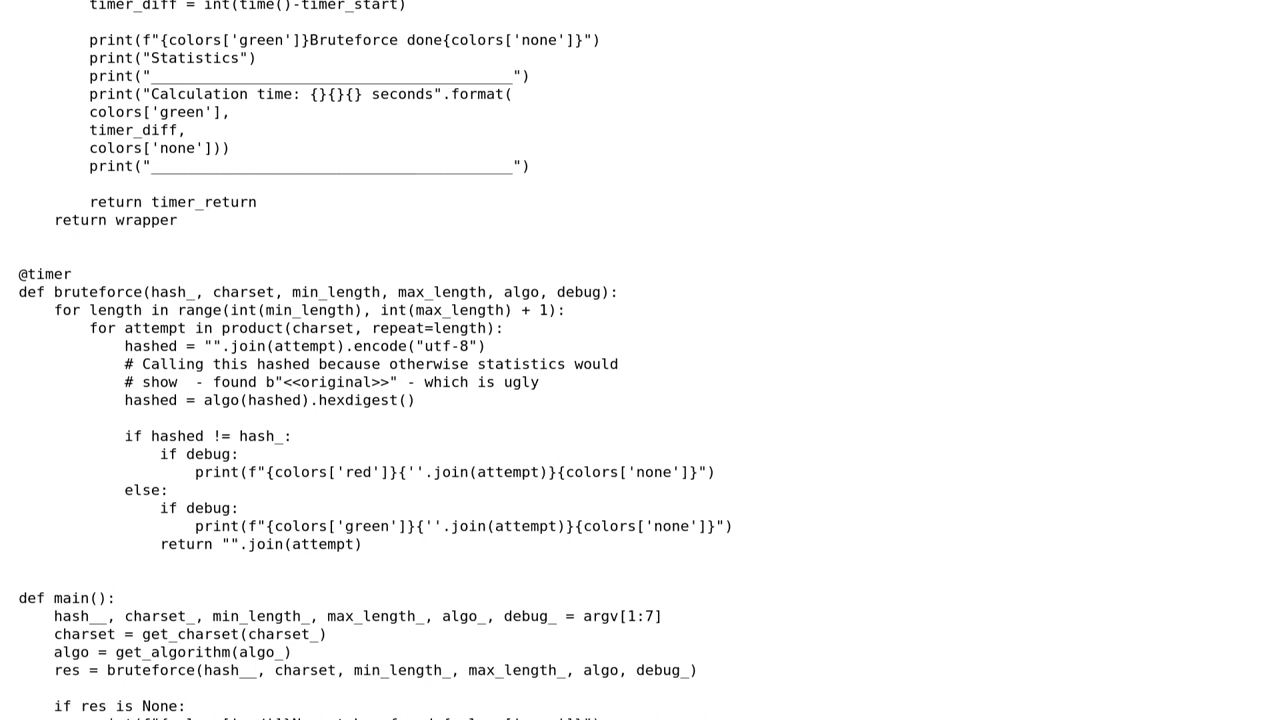 timer_diff = int(time()-timer_start)
print(f"{colors['green']}Bruteforce done{colors['none']}")
print("Statistics")
print("_________________________________________")
print("Calculation time: {}{}{} seconds".format(
colors['green'],
timer_diff,
colors['none']))
print("_________________________________________")
return timer_return
return wrapper
@timer
def bruteforce(hash_, charset, min_length, max_length, algo, debug):
for length in range(int(min_length), int(max_length) + 1):
for attempt in product(charset, repeat=length):
hashed = "".join(attempt).encode("utf-8")
# Calling this hashed because otherwise statistics would
# show  - found b"<<original>>" - which is ugly
hashed = algo(hashed).hexdigest()
if hashed != hash_:
if debug:
print(f"{colors['red']}{''.join(attempt)}{colors['none']}")
else:
if debug:
print(f"{colors['green']}{''.join(attempt)}{colors['none']}")
return "".join(attempt)
def main():
hash__, charset_, min_length_, max_length_, algo_, debug_ = argv[1:7]
charset = get_charset(charset_)
algo = get_algorithm(algo_)
res = bruteforce(hash__, charset, min_length_, max_length_, algo, debug_)
if res is None: